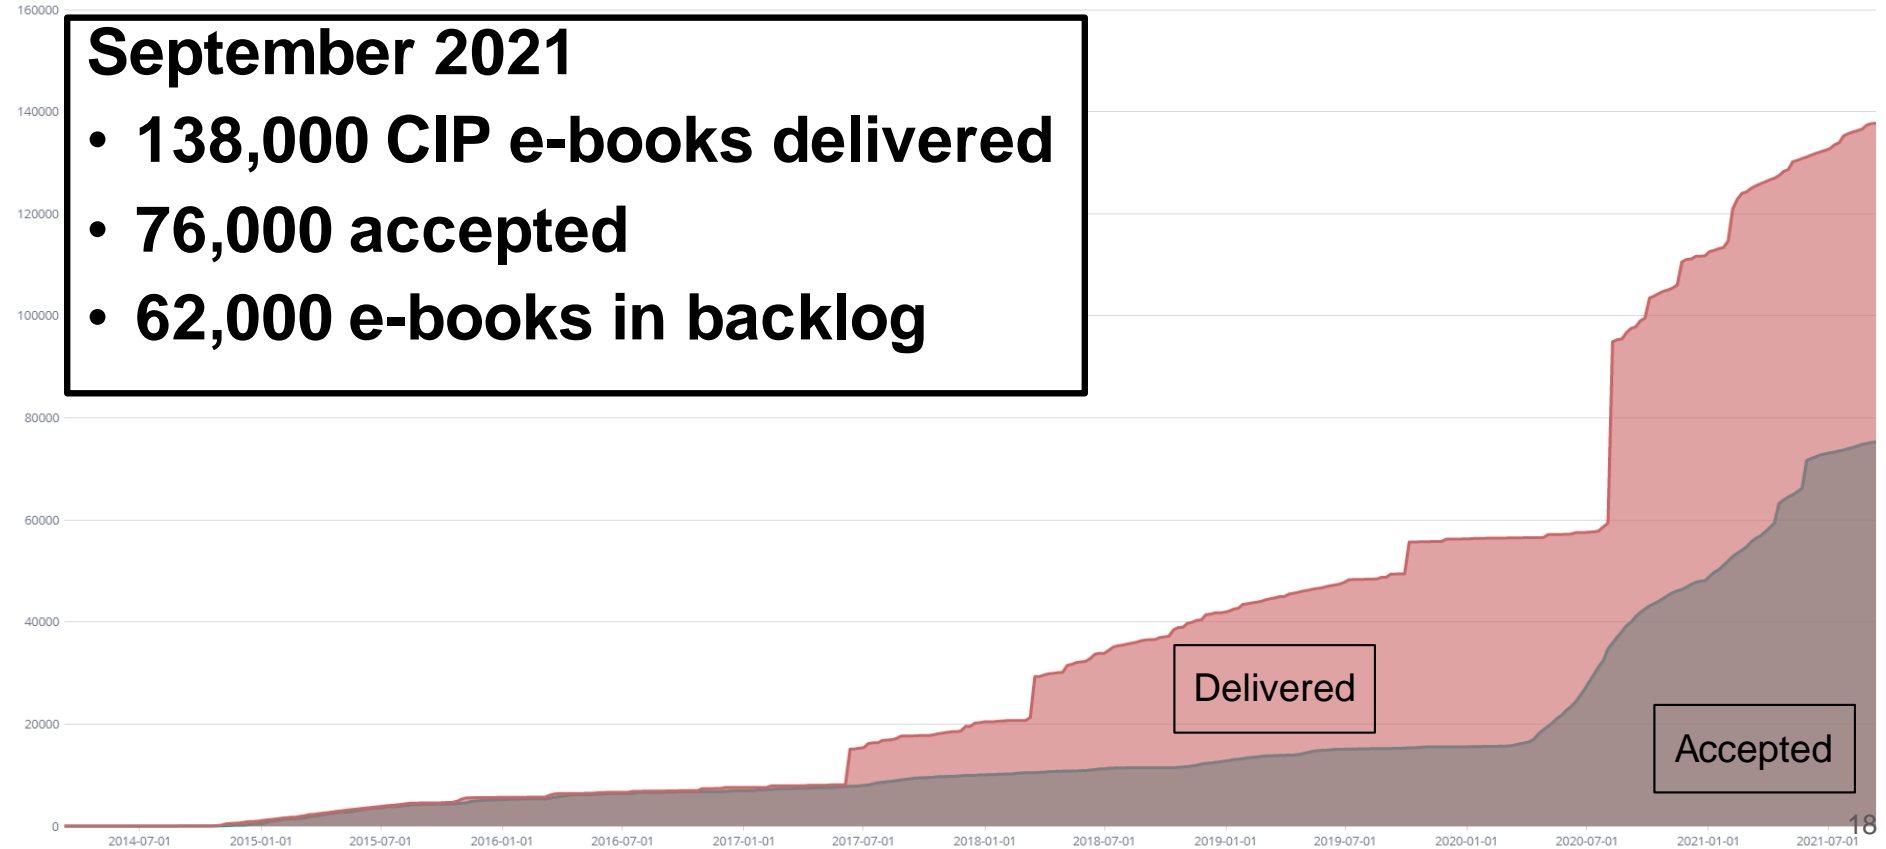 160000
September 2021
• 138,000 CIP e-books delivered
140000
• 76,000 accepted
120000
• 62,000 e-books in backlog
100000
80000
60000
40000
Delivered
20000
Accepted
0
18
2014-07-01 2015-01-01 2015-07-01 2016-01-01 2016-07-01 2017-01-01 2017-07-01 2018-01-01 2018-07-01 2019-01-01 2019-07-01 2020-01-01 2020-07-01 2021-01-01 2021-07-01